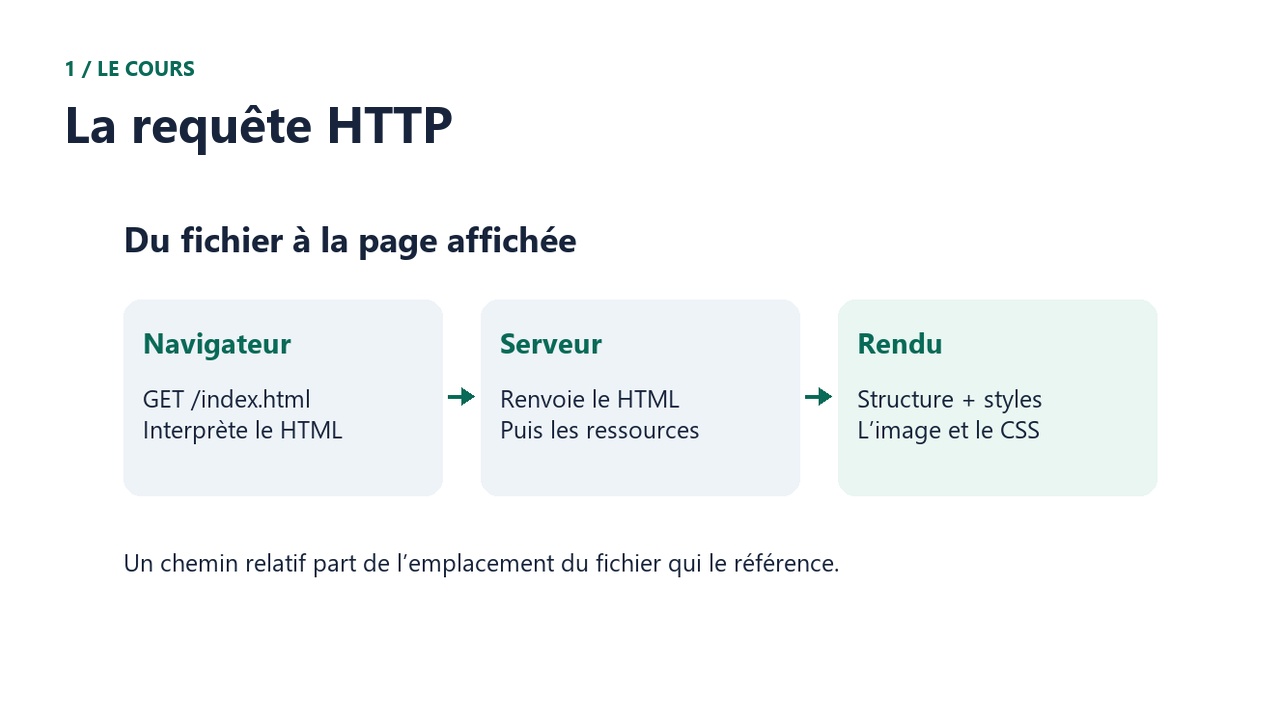 1 / LE COURS
La requête HTTP
Du fichier à la page affichée
Navigateur
GET /index.html
Interprète le HTML
Serveur
Renvoie le HTML
Puis les ressources
Rendu
Structure + styles
L’image et le CSS
Un chemin relatif part de l’emplacement du fichier qui le référence.